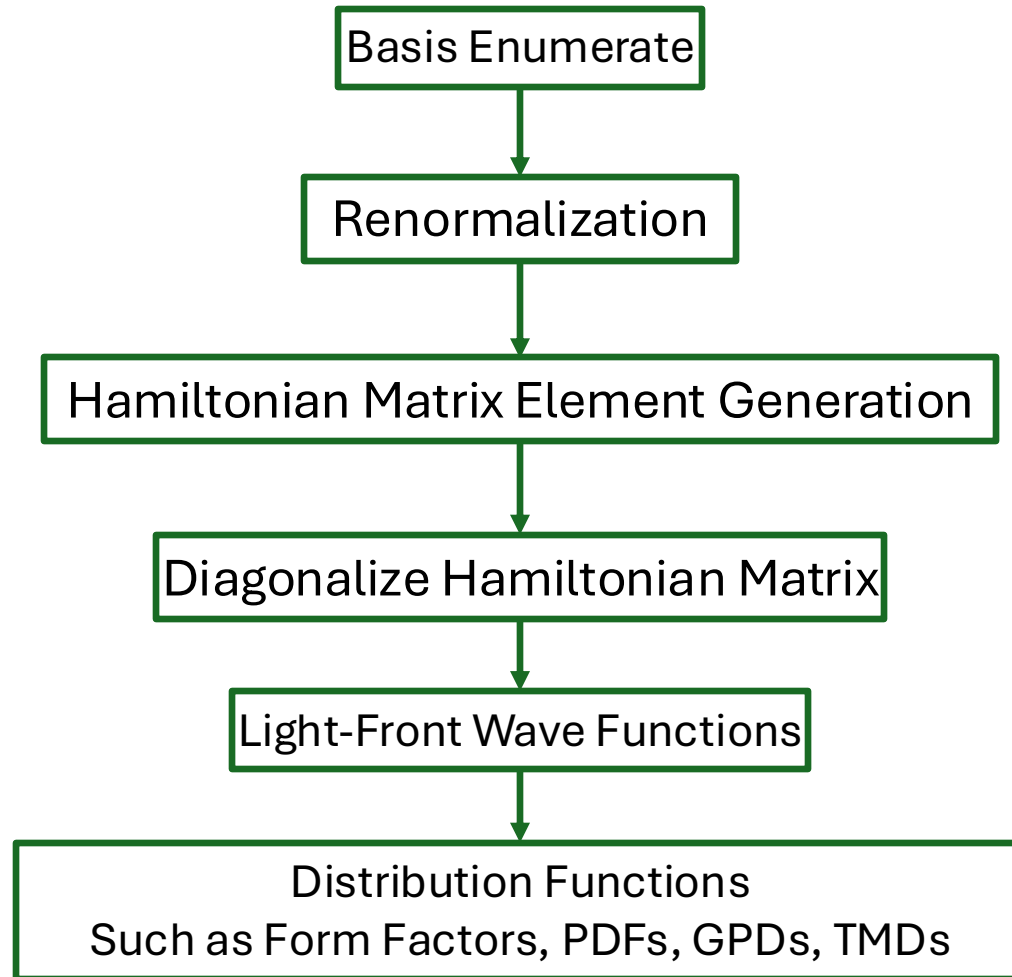 Basis Enumerate
Renormalization
Hamiltonian Matrix Element Generation
Diagonalize Hamiltonian Matrix
Light-Front Wave Functions
Distribution Functions
Such as Form Factors, PDFs, GPDs, TMDs